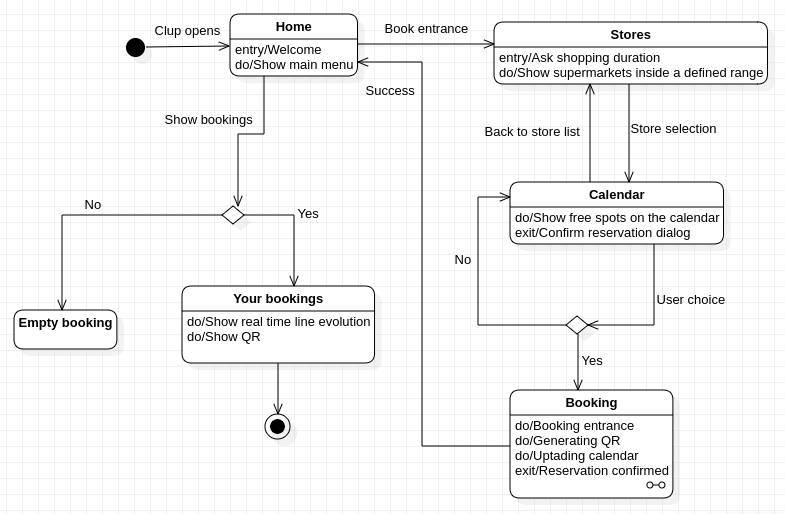 Clup opens
Home
entry/Welcome
do/Show main menu
Book entrance
Stores
entry/Ask shopping duration
do/Show supermarkets inside a defined range
Success
Show bookings
Back to store list
Store selection
Calendar
do/Show free spots on the calendar
exit/Confirm reservation dialog
No
Yes
No
User choice
Your bookings
do/Show real time line evolution
do/Show QR
Empty booking
Yes
Booking
do/Booking entrance
do/Generating QR
do/Uptading calendar
exit/Reservation confirmed